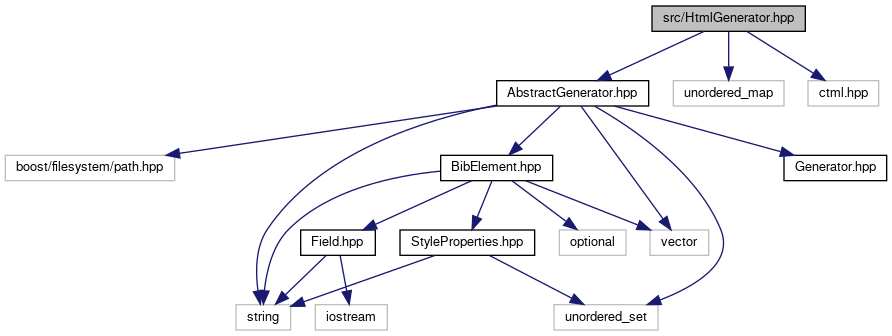 src/HtmlGenerator.hpp
AbstractGenerator.hpp
unordered_map
ctml.hpp
boost/filesystem/path.hpp
BibElement.hpp
Generator.hpp
Field.hpp
StyleProperties.hpp
optional
vector
string
iostream
unordered_set